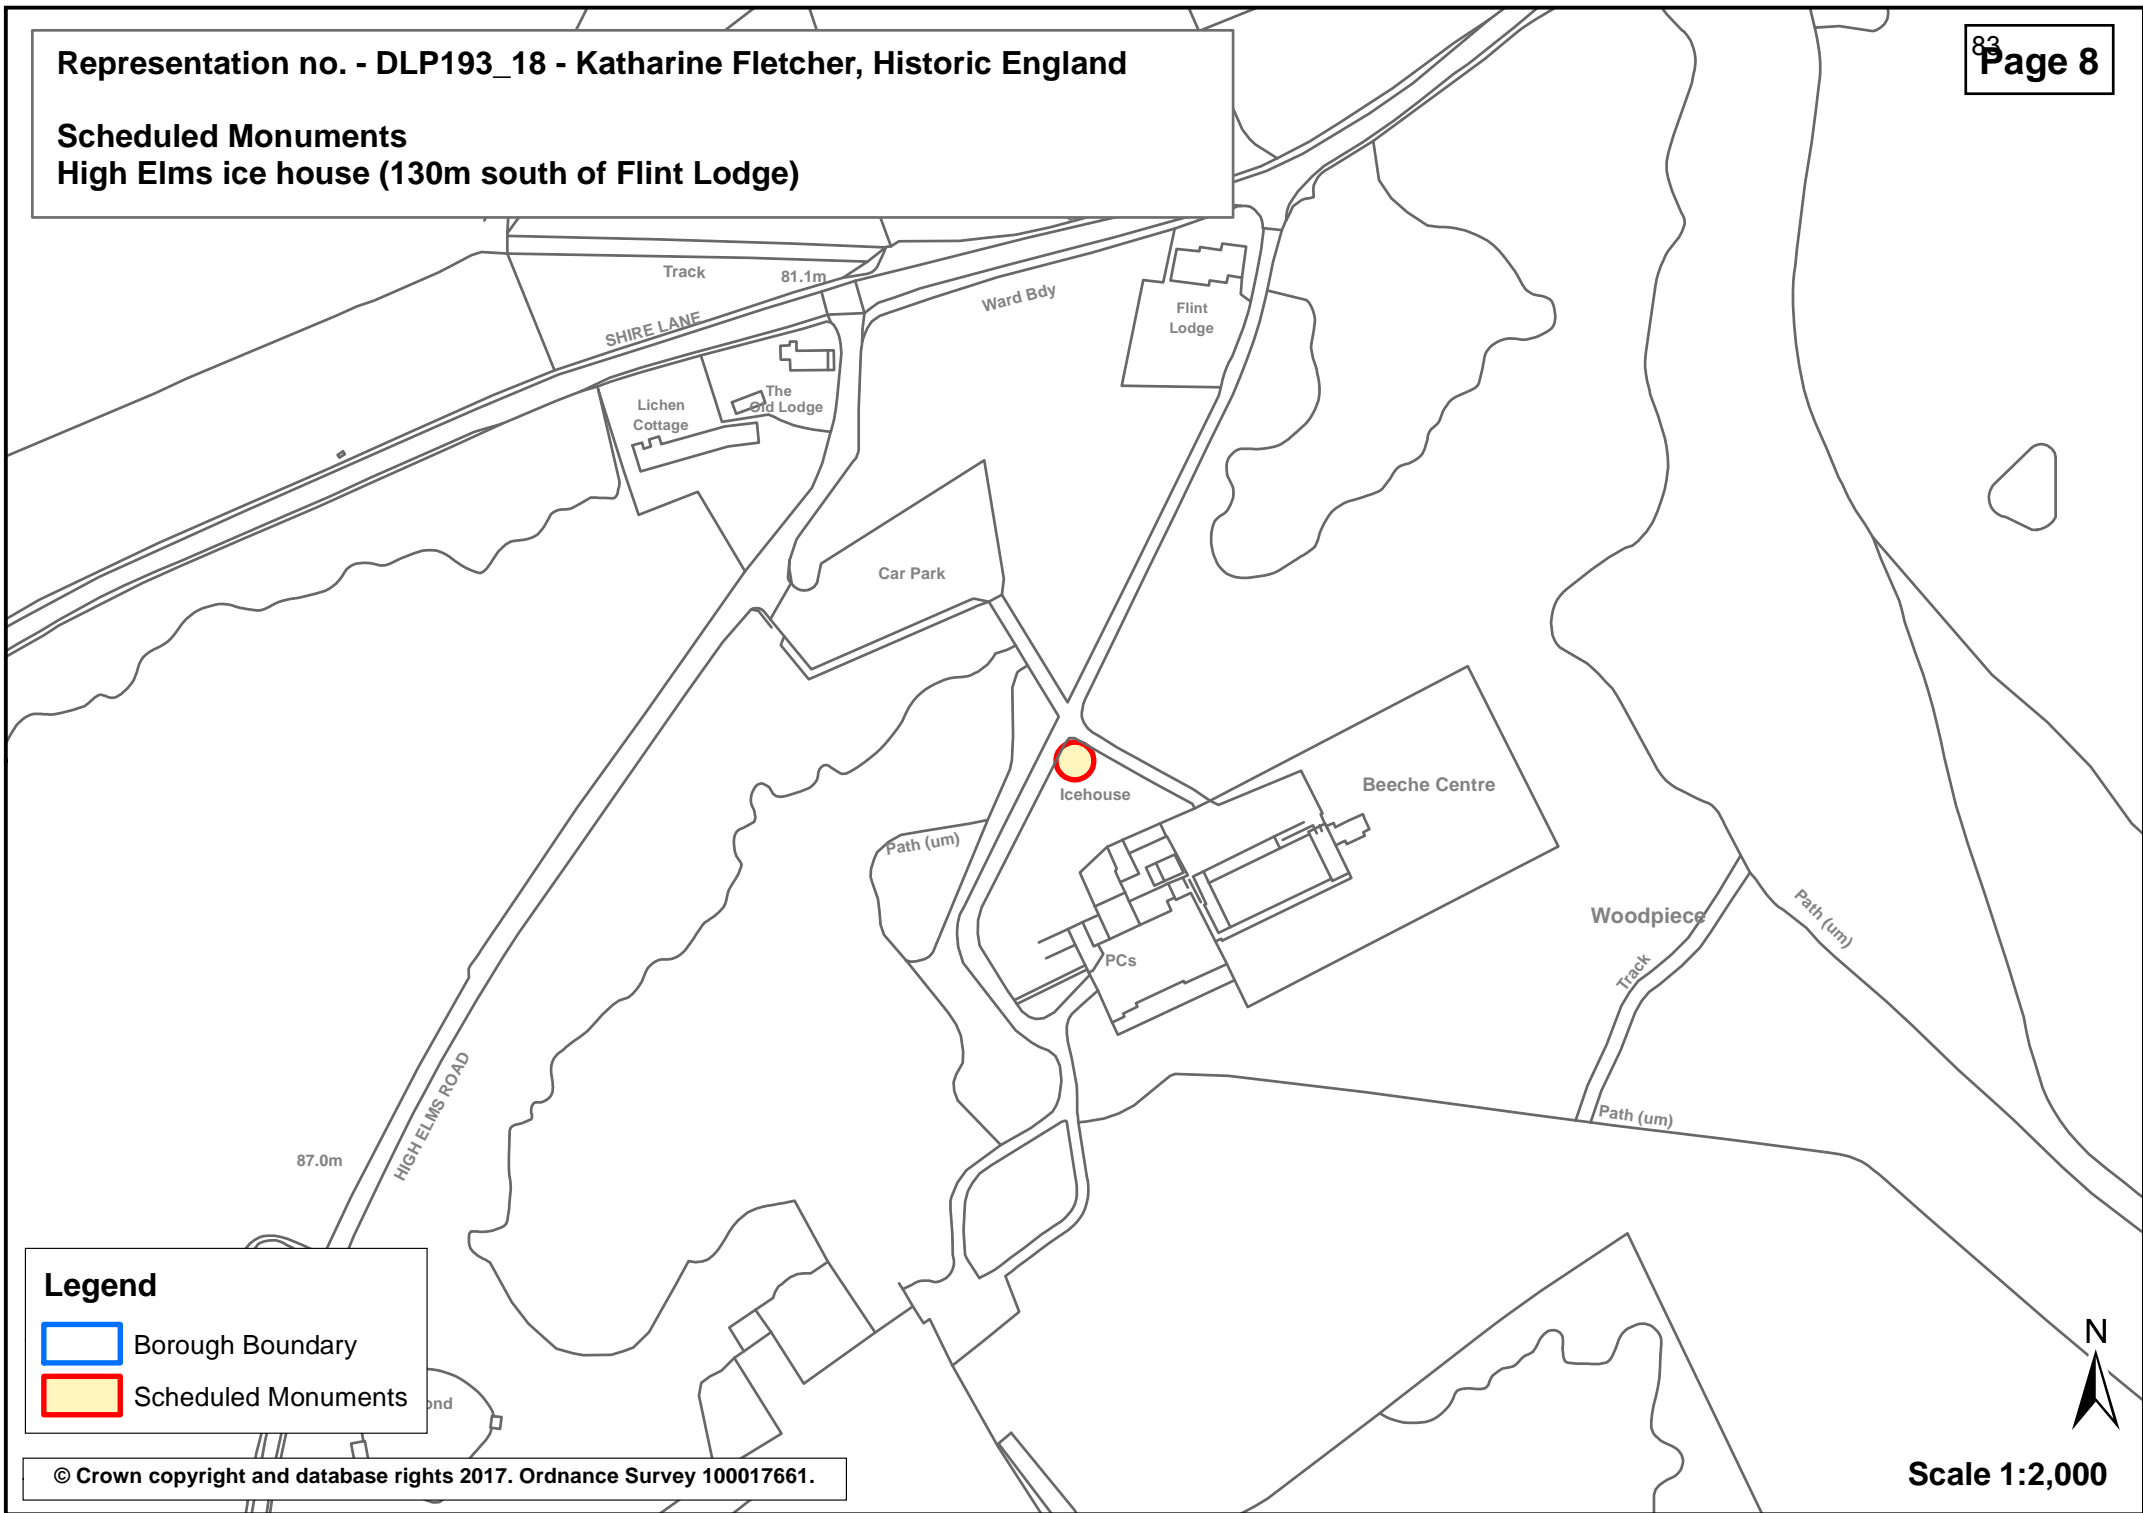 Representation no. - DLP193_18 - Katharine Fletcher, Historic England
Scheduled Monuments
High Elms ice house (130m south of Flint Lodge)
83
Page 8
Track
81.1m
SHIRE LANE
Ward Bdy
Flint
Lodge
The
Old Lodge
Lichen
Cottage
Car Park
Icehouse
Beeche Centre
Path (um)
Woodpiece
Path (um)
PCs
Track
HIGH ELMS ROAD
Path (um)
87.0m
Legend
Borough Boundary
Scheduled Monuments
ond
N
© Crown copyright and database rights 2017. Ordnance Survey 100017661.
Scale 1:2,000